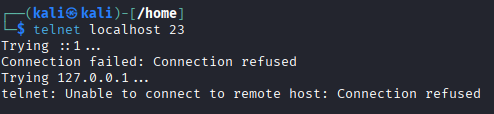 ┌──(kali㉿kali)-[/home]
└─$ telnet localhost 23
Trying ::1...
Connection failed: Connection refused
Trying 127.0.0.1...
telnet: Unable to connect to remote host: Connection refused